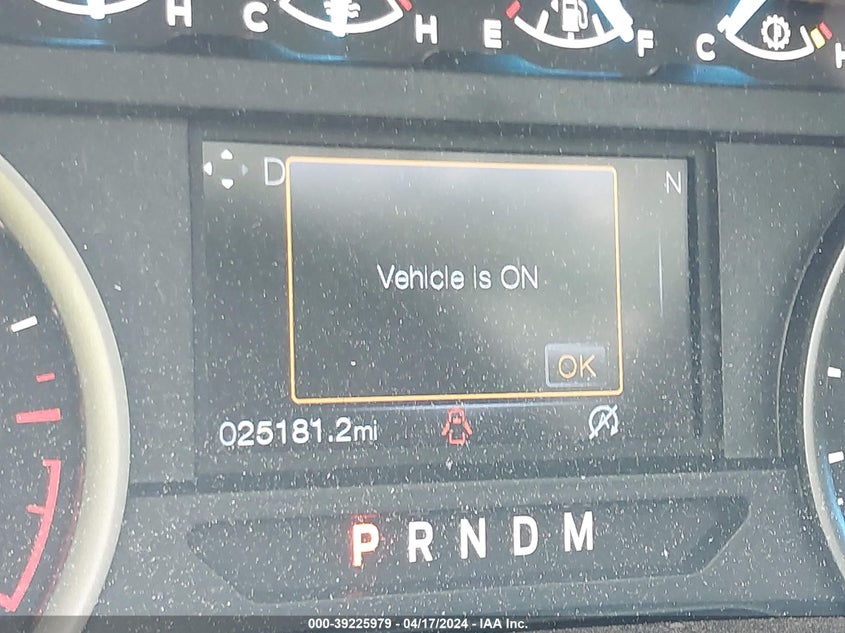 H C H E F C H
D N
Vehicle is ON
OK
025181.2mi
P R N D M
000-39225979 - 04/17/2024 - IAA Inc.